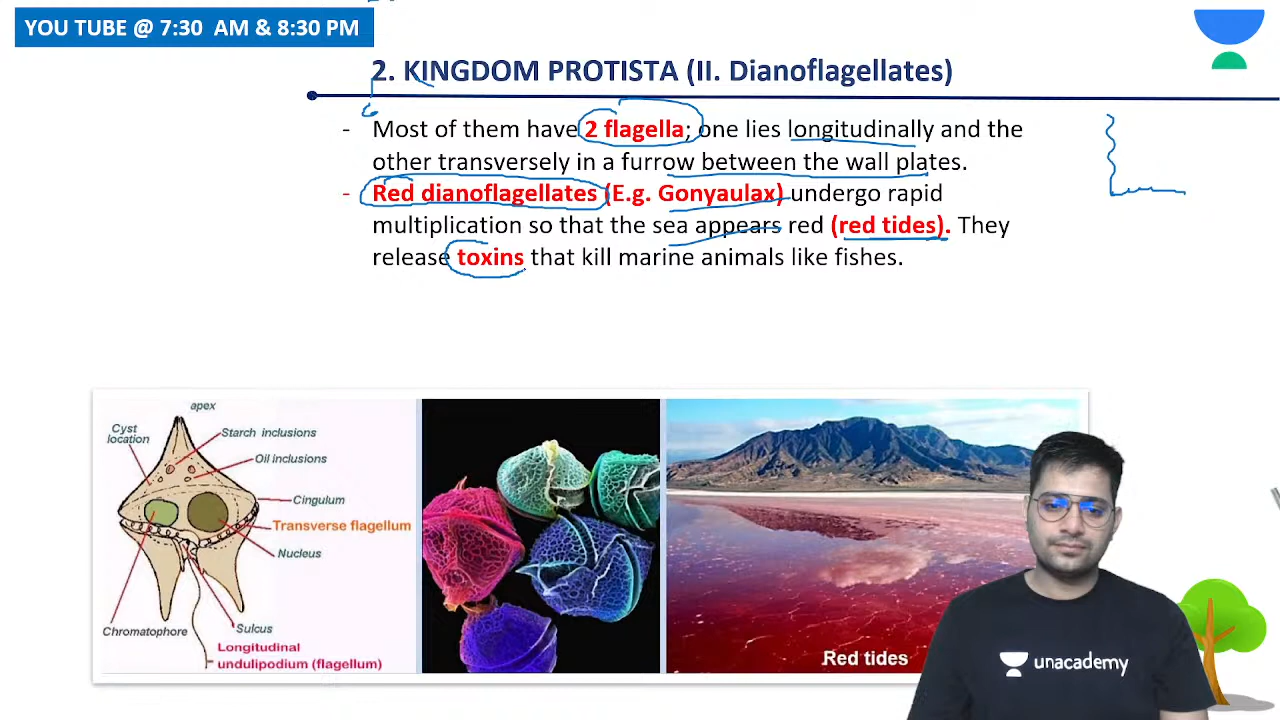 YOU TUBE @ 7:30 AM & 8:30 PM
2. KINGDOM PROTISTA (II. Dianoflagellates)
- Most of them have 2 flagella; one lies longitudinally and the
other transversely in a furrow between the wall plates.
- Red dianoflagellates (E.g. Gonyaulax) undergo rapid
multiplication so that the sea appears red (red tides). They
release toxins that kill marine animals like fishes.
apex
Cyst
location
Starch inclusions
Oil inclusions
Cingulum
Transverse flagellum
Nucleus
Chromatophore
Sulcus
Longitudinal
undulipodium (flagellum)
Red tides
unacademy